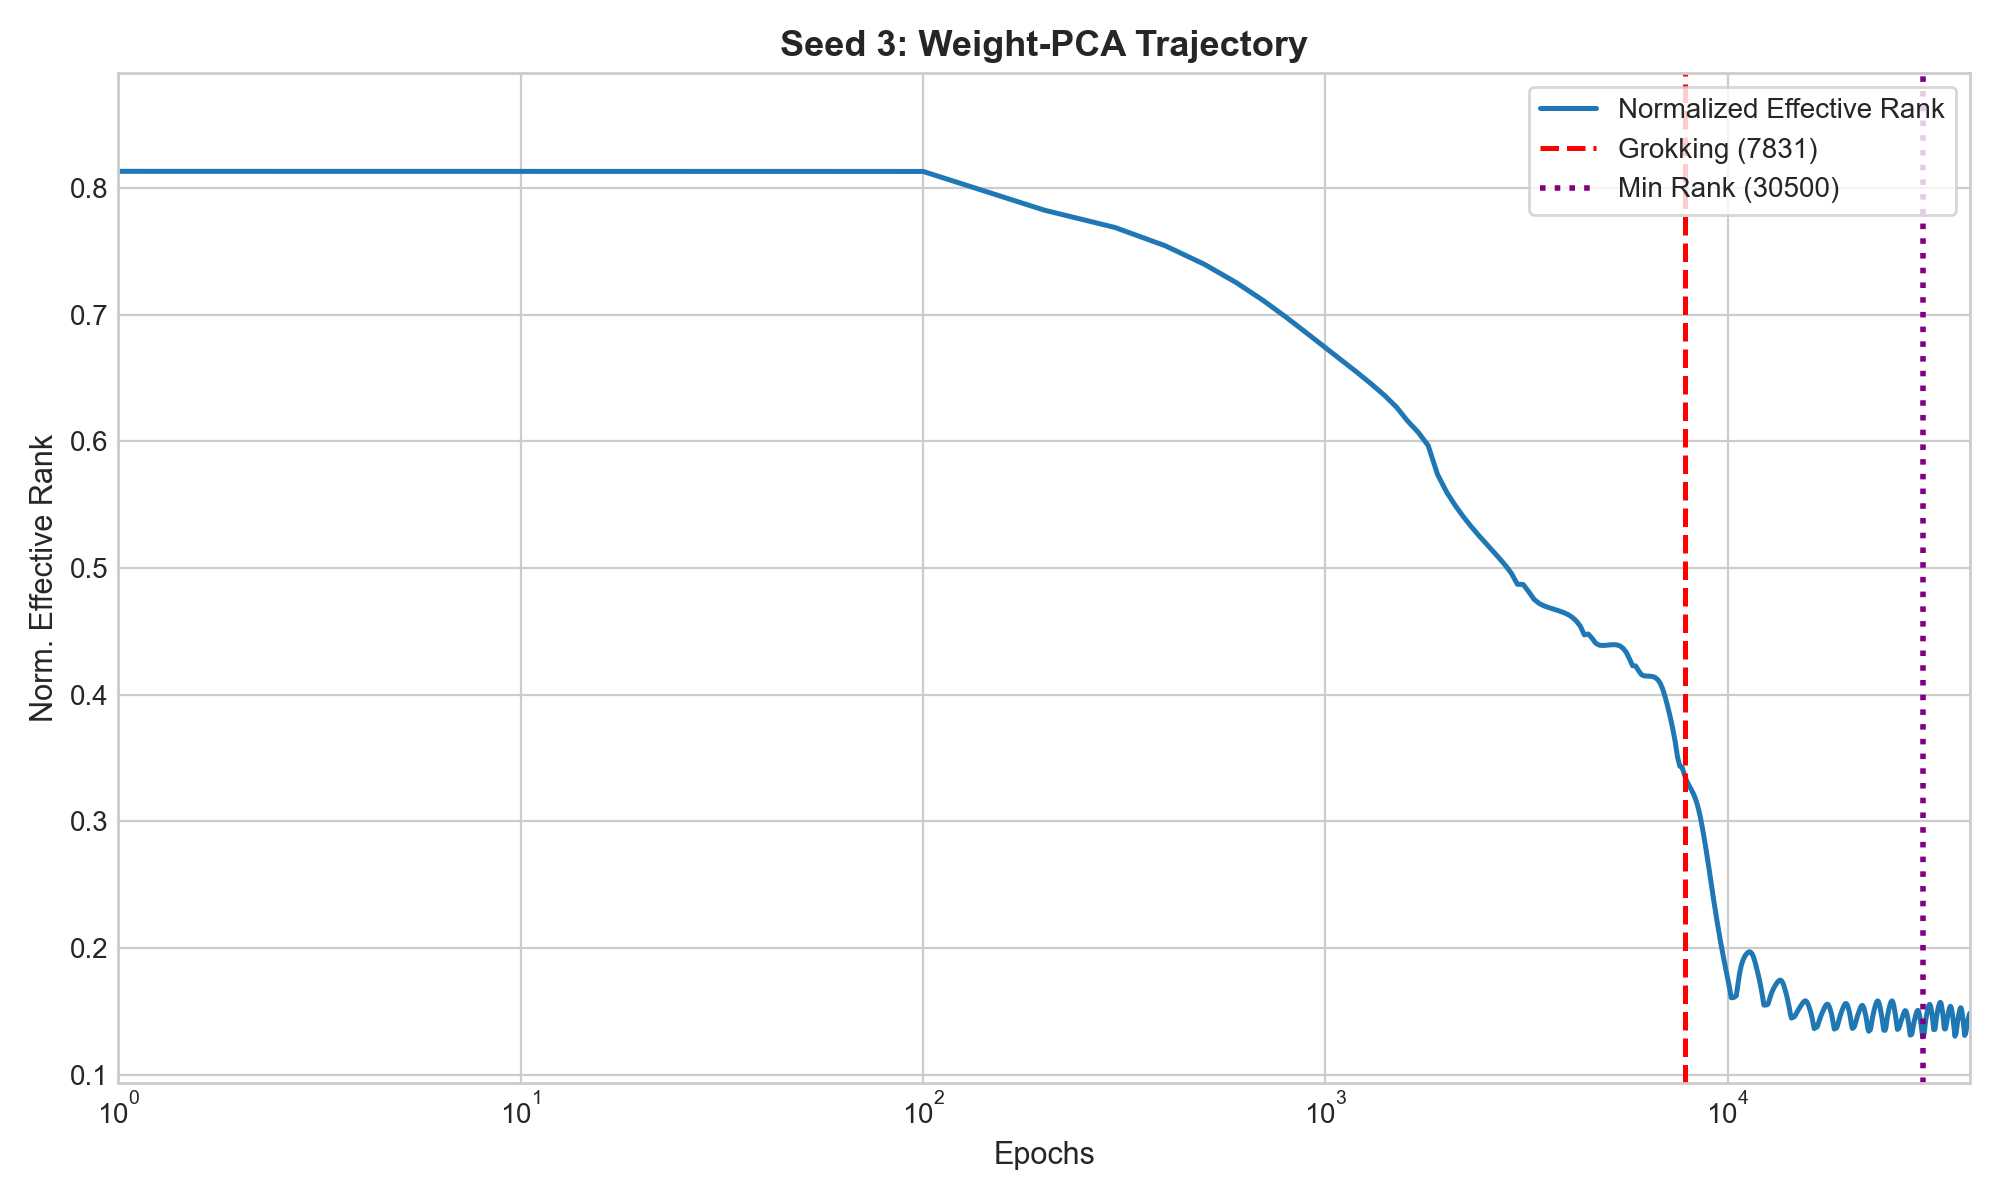 Seed 3: Weight-PCA Trajectory
Normalized Effective Rank
Grokking (7831)
Min Rank (30500)
Norm. Effective Rank
0.8
0.7
0.6
0.5
0.4
0.3
0.2
0.1
10⁰ 10¹ 10² 10³ 10⁴
Epochs